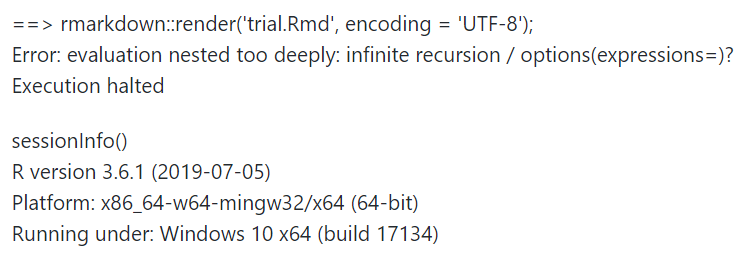 ==> rmarkdown::render('trial.Rmd', encoding = 'UTF-8');
Error: evaluation nested too deeply: infinite recursion / options(expressions=)?
Execution halted
sessionInfo()
R version 3.6.1 (2019-07-05)
Platform: x86_64-w64-mingw32/x64 (64-bit)
Running under: Windows 10 x64 (build 17134)